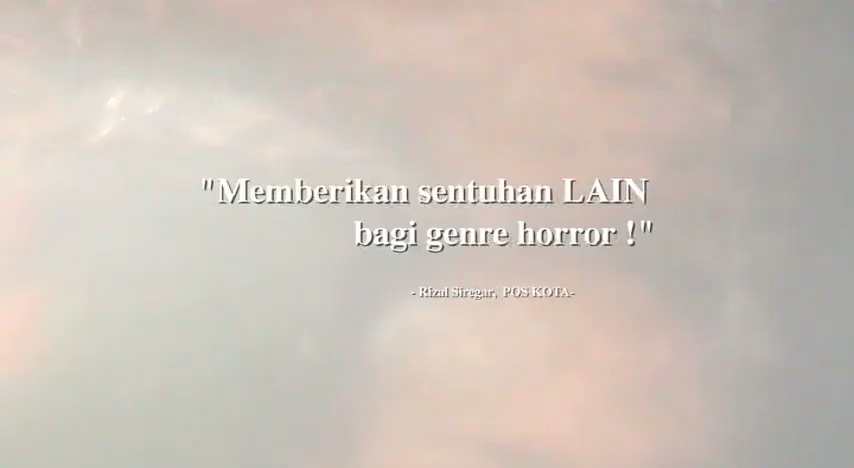 "Memberikan sentuhan LAIN
bagi genre horror !"
- Rizal Siregar, POS KOTA-